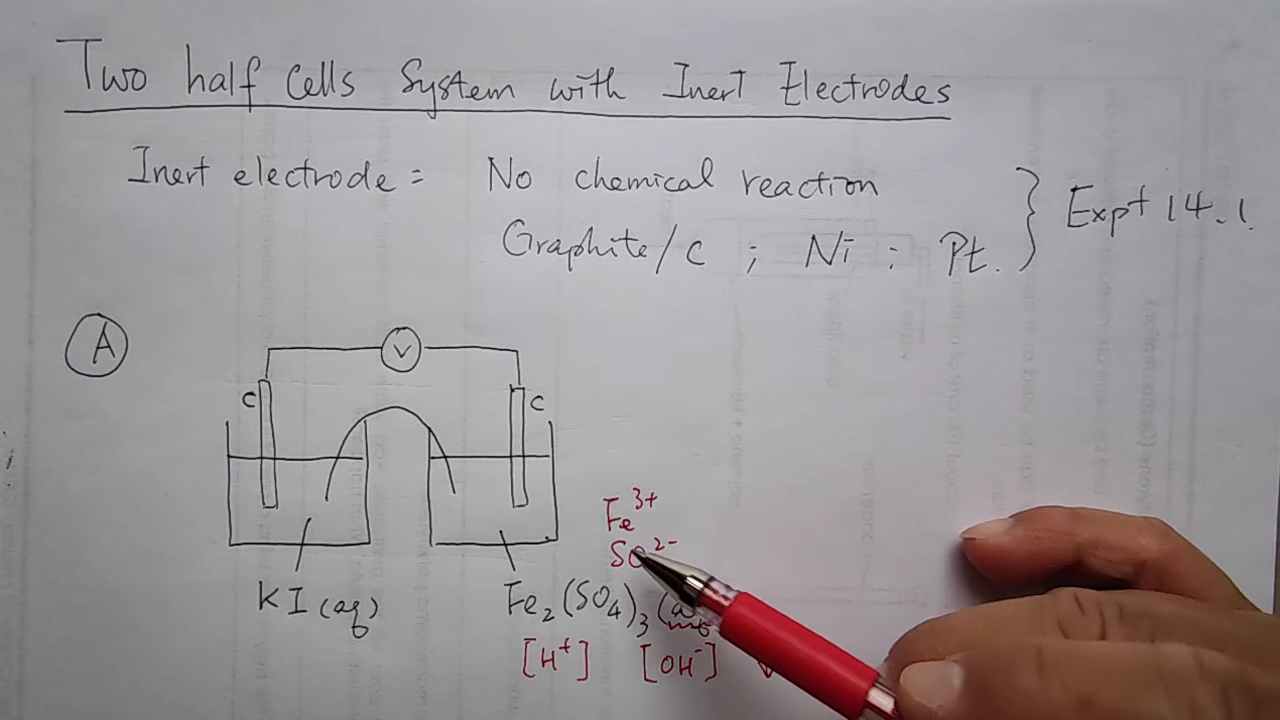 Two half Cells System with Inert Electrodes
Inert electrode = No chemical reaction
Graphite/C ; Ni ; Pt.
} Expt 14.1
A
V
C
C
Fe³⁺
SO²⁻
KI(aq)
Fe₂(SO₄)₃
[H⁺] [OH⁻]